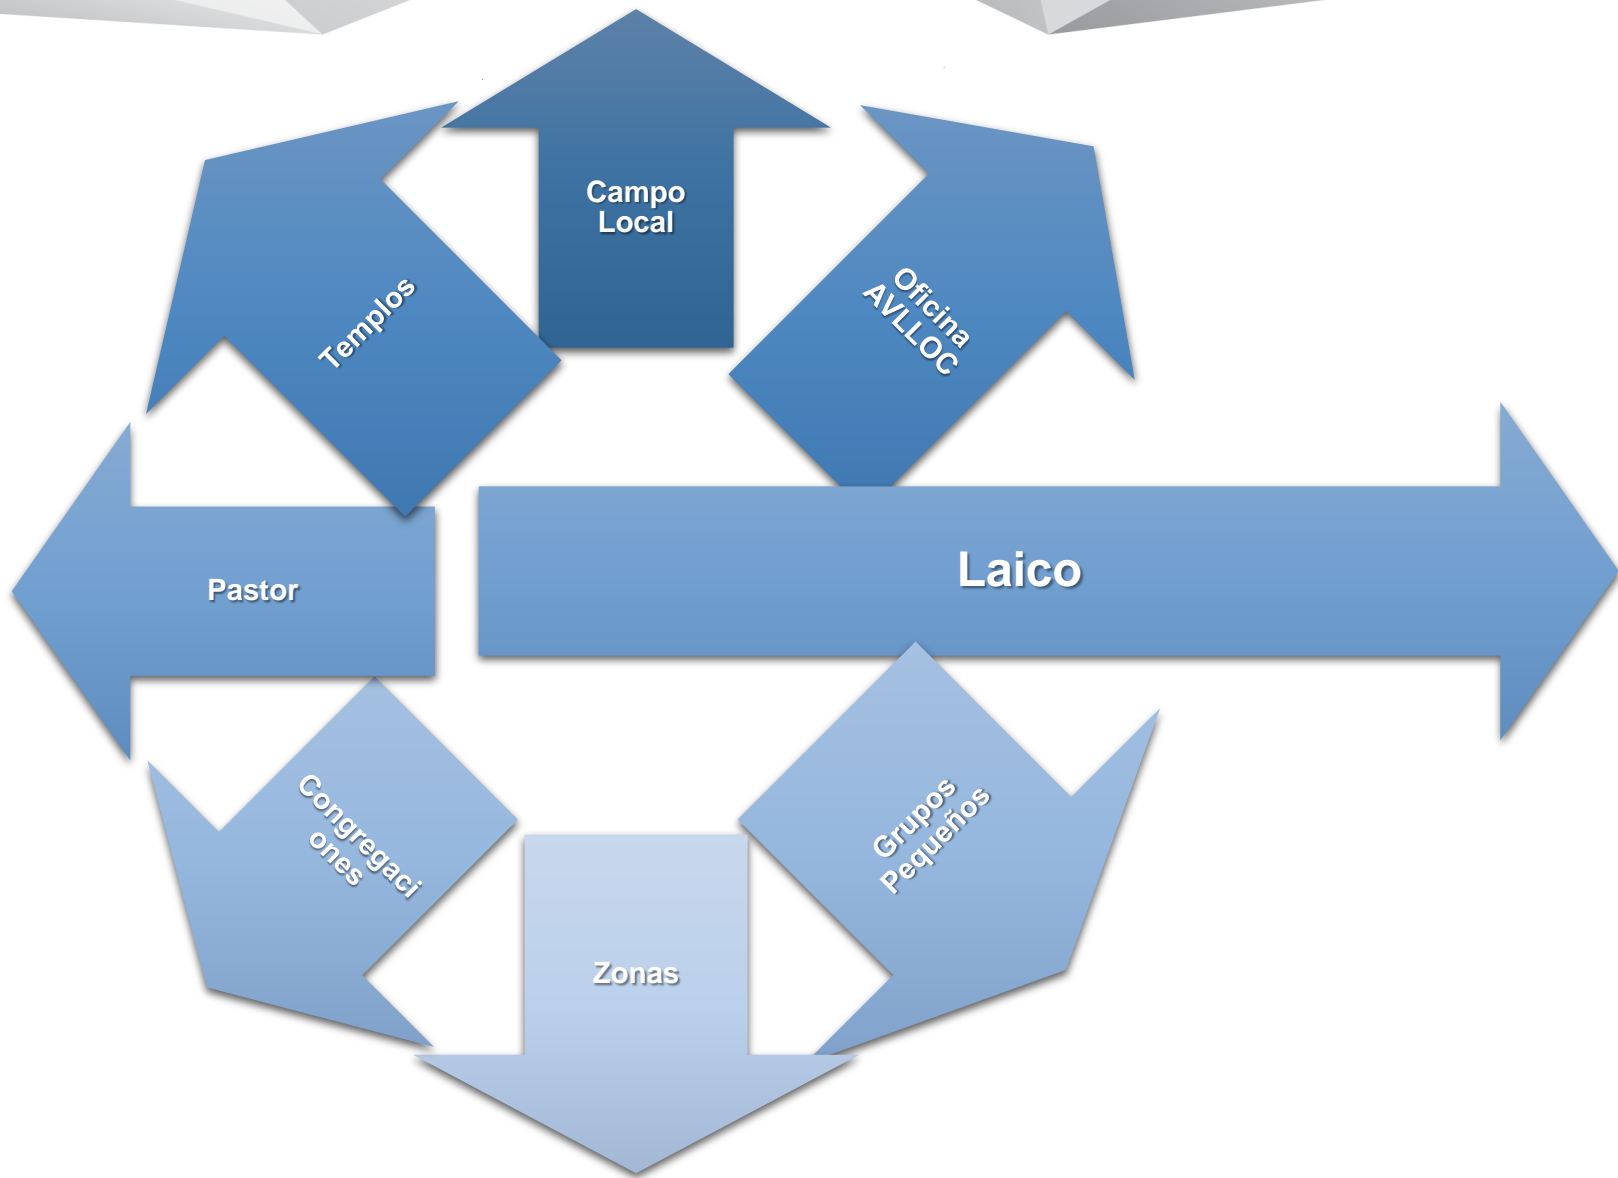 Campo
Local
Templos
Oficina
AVLLOC
Laico
Pastor
Congregaci
ones
Grupos
Pequeños
Zonas